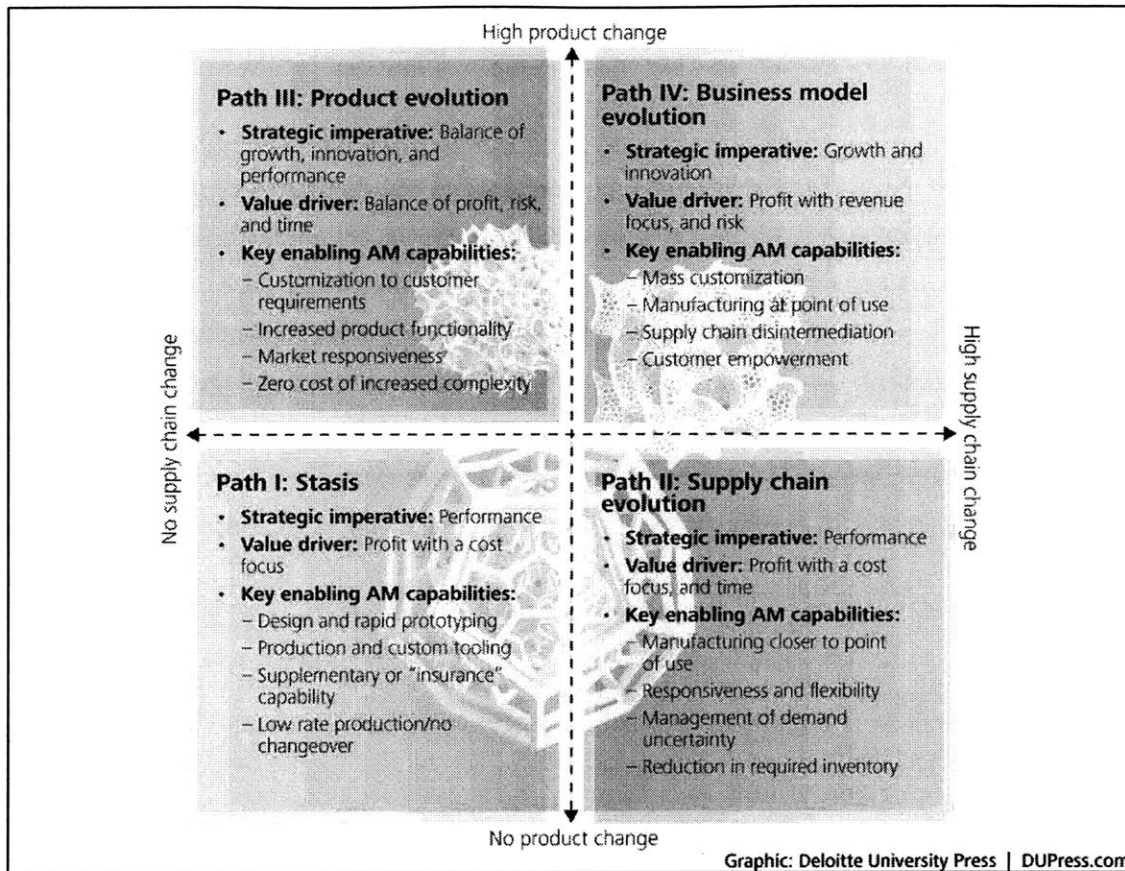 High product change
Path III: Product evolution
• Strategic imperative: Balance of
growth, innovation, and
performance
• Value driver: Balance of profit, risk,
and time
• Key enabling AM capabilities:
– Customization to customer
requirements
– Increased product functionality
– Market responsiveness
– Zero cost of increased complexity
Path IV: Business model
evolution
• Strategic imperative: Growth and
innovation
• Value driver: Profit with revenue
focus, and risk
• Key enabling AM capabilities:
– Mass customization
– Manufacturing at point of use
– Supply chain disintermediation
– Customer empowerment
No supply chain change
High supply chain change
Path I: Stasis
• Strategic imperative: Performance
• Value driver: Profit with a cost
focus
• Key enabling AM capabilities:
– Design and rapid prototyping
– Production and custom tooling
– Supplementary or “insurance”
capability
– Low rate production/no
changeover
Path II: Supply chain
evolution
• Strategic imperative: Performance
• Value driver: Profit with a cost
focus, and time
• Key enabling AM capabilities:
– Manufacturing closer to point
of use
– Responsiveness and flexibility
– Management of demand
uncertainty
– Reduction in required inventory
No product change
Graphic: Deloitte University Press | DUPress.com